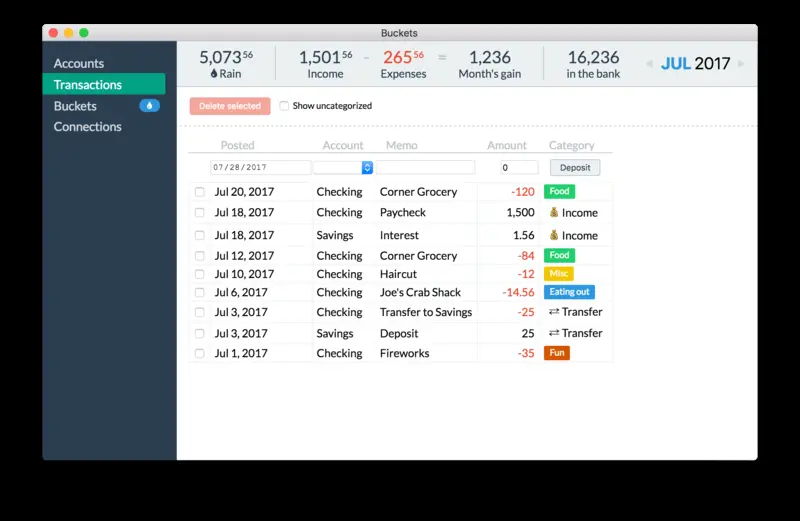 Buckets
Accounts
Transactions
Buckets
Connections
5,073 56 1,501 56 - 265 56 = 1,236 16,236 JUL 2017
Rain Income Expenses Month's gain in the bank
Delete selected Show uncategorized
Posted Account Memo Amount Category
07/28/2017 0 Deposit
Jul 20, 2017 Checking Corner Grocery -120 Food
Jul 18, 2017 Checking Paycheck 1,500 Income
Jul 18, 2017 Savings Interest 1.56 Income
Jul 12, 2017 Checking Corner Grocery -84 Food
Jul 10, 2017 Checking Haircut -12 Misc
Jul 6, 2017 Checking Joe's Crab Shack -14.56 Eating out
Jul 3, 2017 Checking Transfer to Savings -25 Transfer
Jul 3, 2017 Savings Deposit 25 Transfer
Jul 1, 2017 Checking Fireworks -35 Fun